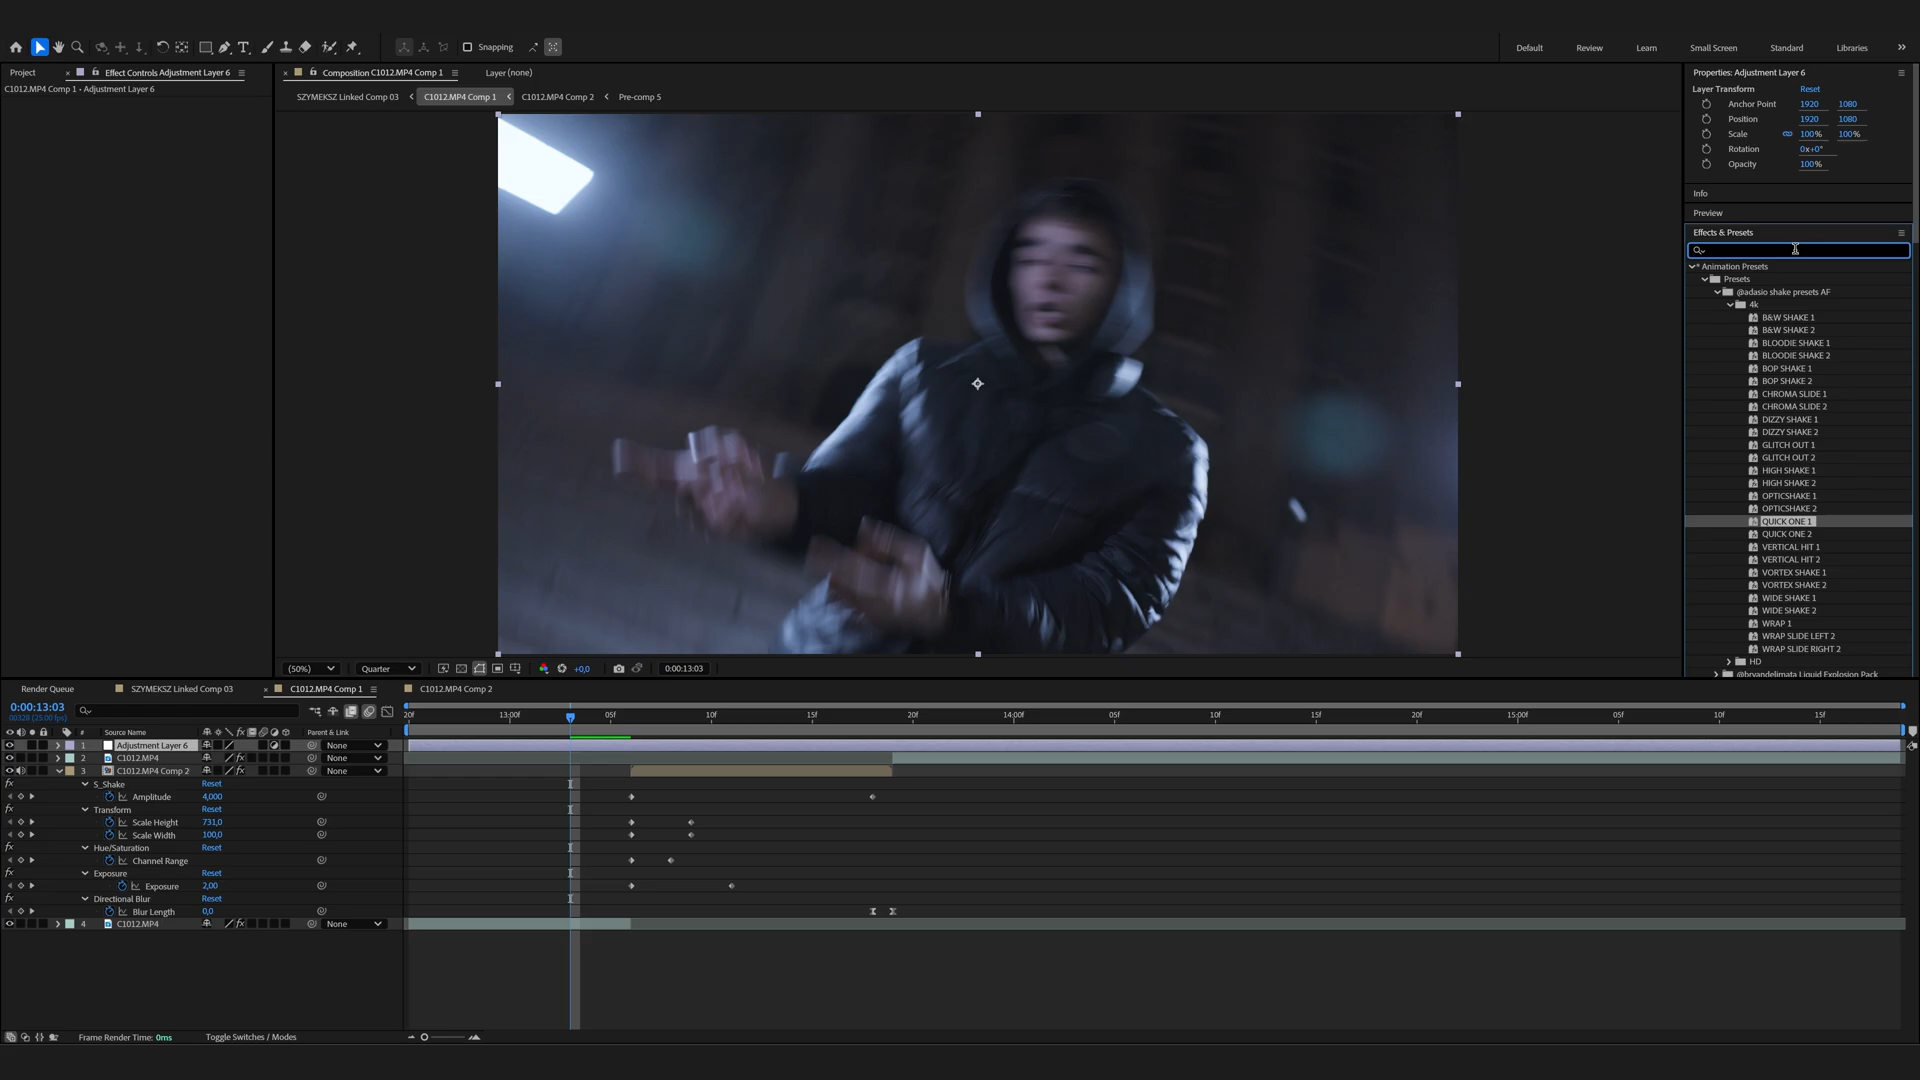 Snapping
Default
Review
Learn
Small Screen
Standard
Libraries
Project
Effect Controls Adjustment Layer 6
Composition C1012.MP4 Comp 1
Layer (none)
C1012.MP4 Comp 1 • Adjustment Layer 6
SZYMEKSZ Linked Comp 03
C1012.MP4 Comp 1
C1012.MP4 Comp 2
Pre-comp 5
Properties: Adjustment Layer 6
Layer Transform Reset
Anchor Point 1920 1080
Position 1920 1080
Scale 100% 100%
Rotation 0x+0°
Opacity 100%
Info
Preview
Effects & Presets
* Animation Presets
Presets
@adasio shake presets AF
4k
B&W SHAKE 1
B&W SHAKE 2
BLOODIE SHAKE 1
BLOODIE SHAKE 2
BOP SHAKE 1
BOP SHAKE 2
CHROMA SLIDE 1
CHROMA SLIDE 2
DIZZY SHAKE 1
DIZZY SHAKE 2
GLITCH OUT 1
GLITCH OUT 2
HIGH SHAKE 1
HIGH SHAKE 2
OPTICSHAKE 1
OPTICSHAKE 2
QUICK ONE 1
QUICK ONE 2
VERTICAL HIT 1
VERTICAL HIT 2
VORTEX SHAKE 1
VORTEX SHAKE 2
WIDE SHAKE 1
WIDE SHAKE 2
WRAP 1
WRAP SLIDE LEFT 2
WRAP SLIDE RIGHT 2
HD
@bryandelimata Liquid Explosion Pack
(50%)
Quarter
+0,0
0:00:13:03
Render Queue
SZYMEKSZ Linked Comp 03
C1012.MP4 Comp 1
C1012.MP4 Comp 2
0:00:13:03
00328 (25.00 fps)
20f 13:00f 05f 10f 15f 20f 14:00f 05f 10f 15f 20f 15:00f 05f 10f 15f
# Source Name Parent & Link
1 Adjustment Layer 6 None
2 C1012.MP4 None
3 C1012.MP4 Comp 2 None
S_Shake Reset
Amplitude 4,000
Transform Reset
Scale Height 731,0
Scale Width 100,0
Hue/Saturation Reset
Channel Range
Exposure Reset
Exposure 2,00
Directional Blur Reset
Blur Length 0,0
4 C1012.MP4 None
Frame Render Time: 0ms
Toggle Switches / Modes